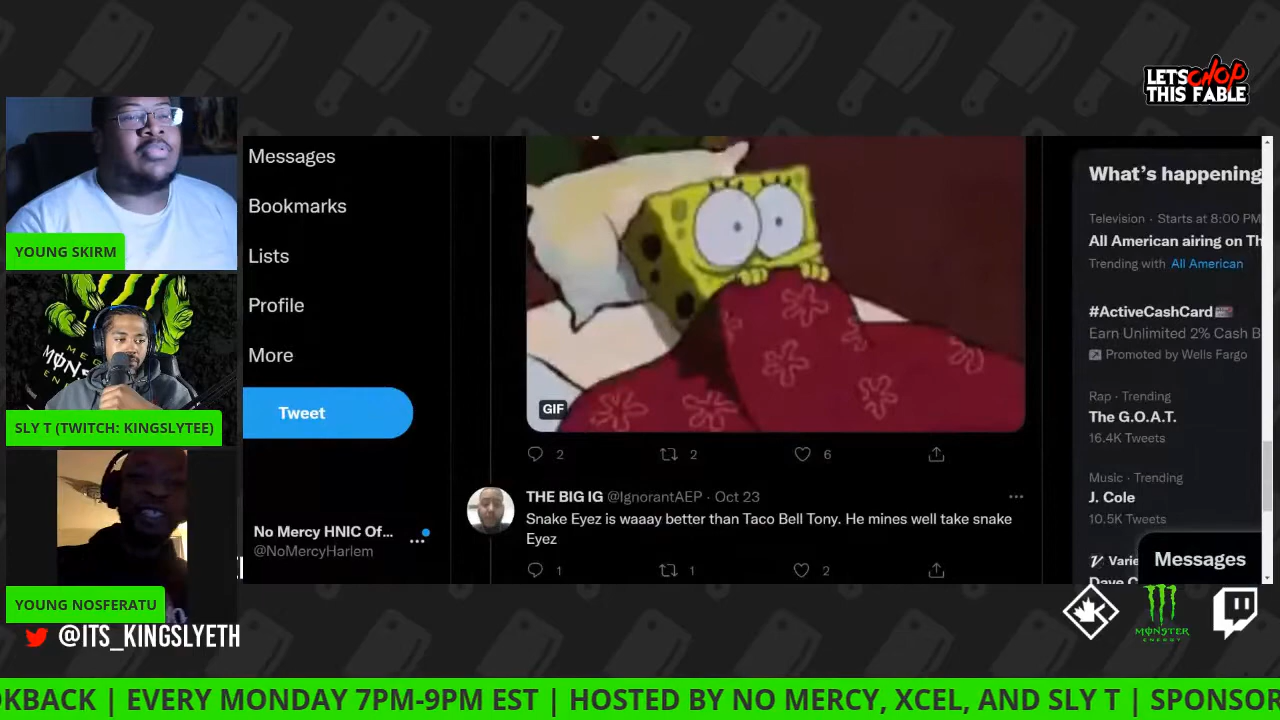 LETS CHOP
THIS FABLE
YOUNG SKIRM
SLY T (TWITCH: KINGSLYTEE)
YOUNG NOSFERATU
@ITS_KINGSLYETH
Messages
Bookmarks
Lists
Profile
More
Tweet
No Mercy HNIC Of...
@NoMercyHarlem
GIF
2 2 6
THE BIG IG @IgnorantAEP · Oct 23
Snake Eyez is waaay better than Taco Bell Tony. He mines well take snake
Eyez
1 1 2
What's happening
Television · Starts at 8:00 PM
All American airing on Th
Trending with All American
#ActiveCashCard
Earn Unlimited 2% Cash B
Promoted by Wells Fargo
Rap · Trending
The G.O.A.T.
16.4K Tweets
Music · Trending
J. Cole
10.5K Tweets
Varie
Messages
MONSTER
ENERGY
OKBACK | EVERY MONDAY 7PM-9PM EST | HOSTED BY NO MERCY, XCEL, AND SLY T | SPONSOR